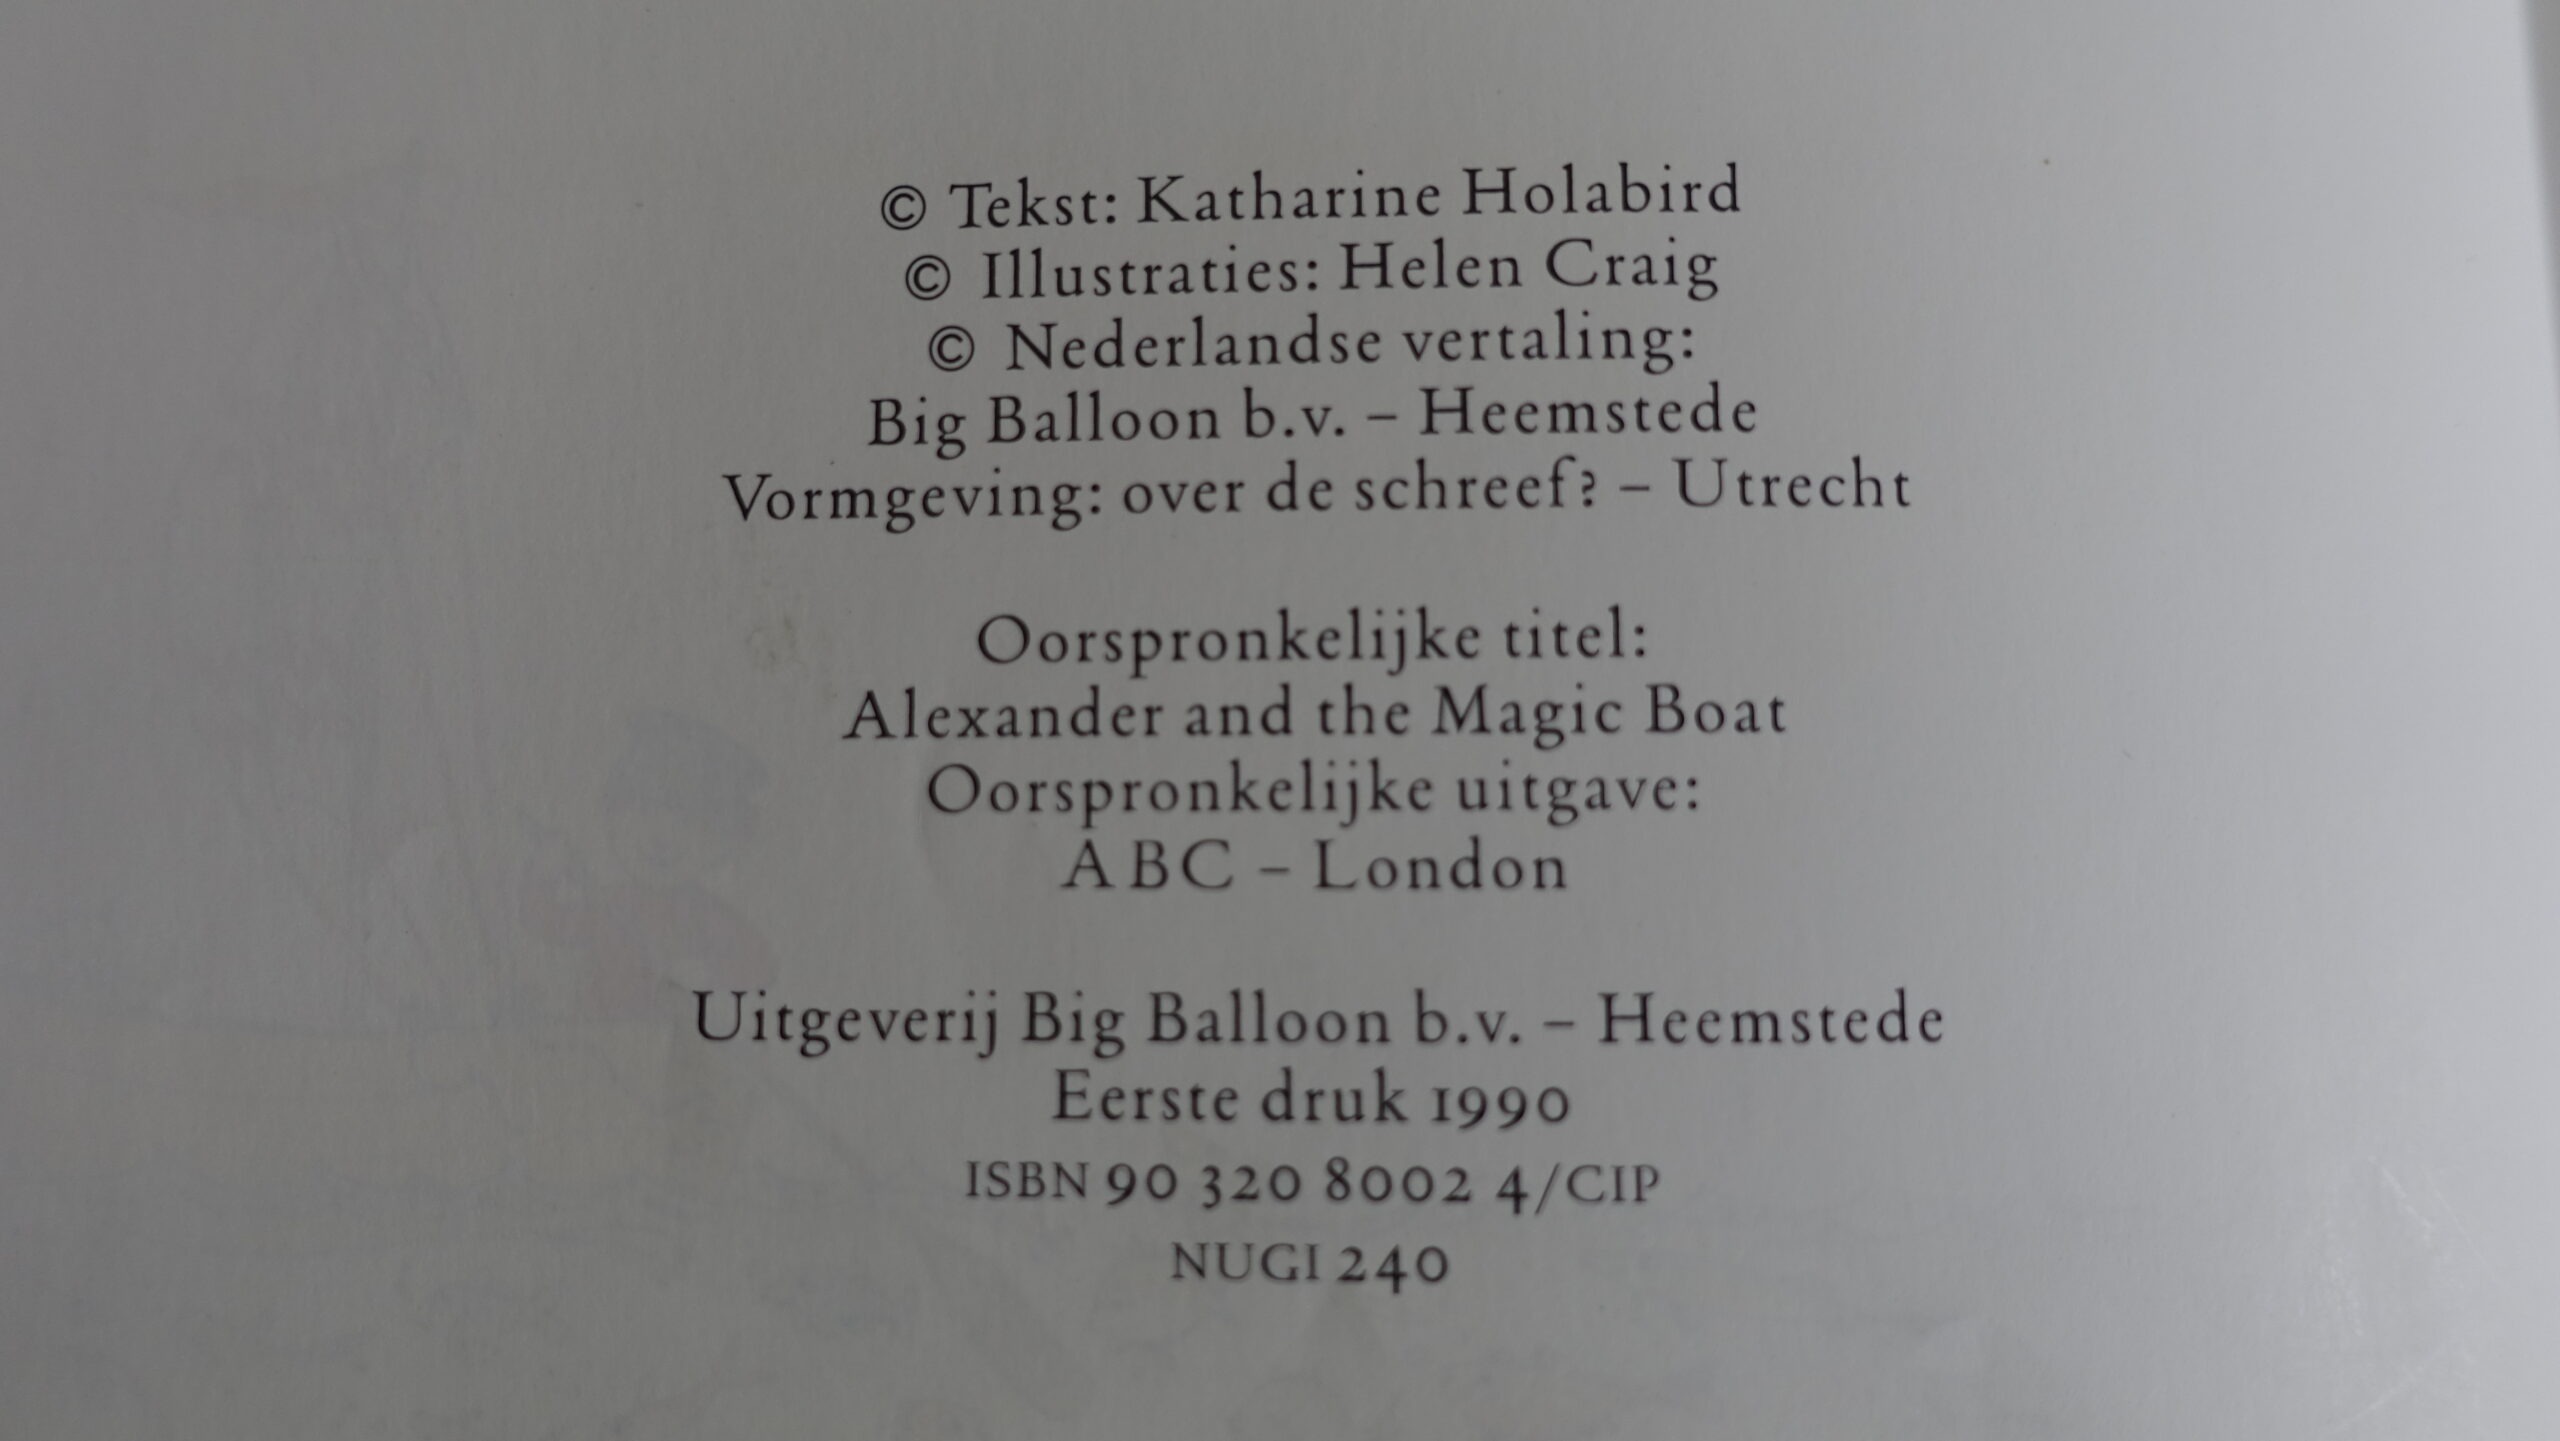 © Tekst: Katharine Holabird
© Illustraties: Helen Craig
© Nederlandse vertaling:
Big Balloon b.v. – Heemstede
Vormgeving: over de schreef? – Utrecht
Oorspronkelijke titel:
Alexander and the Magic Boat
Oorspronkelijke uitgave:
ABC – London
Uitgeverij Big Balloon b.v. – Heemstede
Eerste druk 1990
ISBN 90 320 8002 4/CIP
NUGI 240